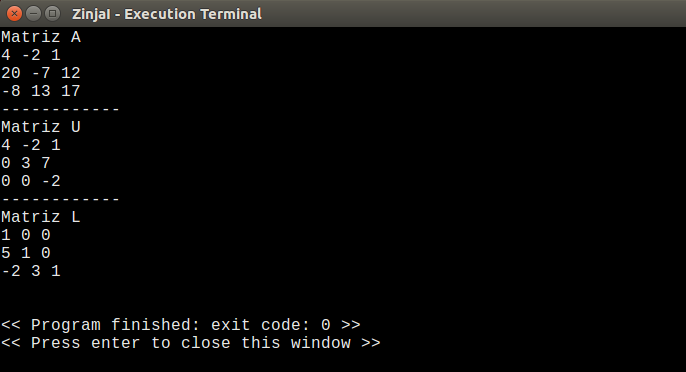 ZinjaI - Execution Terminal
Matriz A
4 -2 1
20 -7 12
-8 13 17
------------
Matriz U
4 -2 1
0 3 7
0 0 -2
------------
Matriz L
1 0 0
5 1 0
-2 3 1
<< Program finished: exit code: 0 >>
<< Press enter to close this window >>